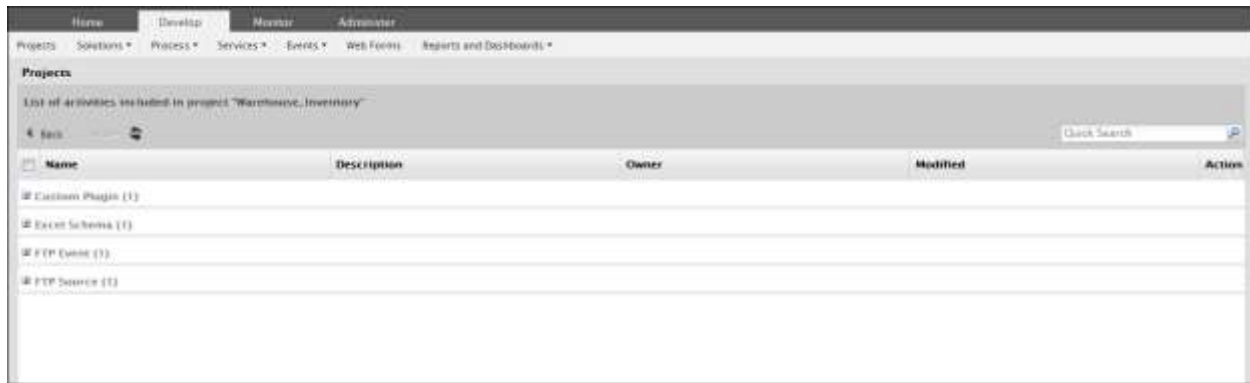 Home Develop Monitor Administer
Projects Solutions Process Services Events Web Forms Reports and Dashboards
Projects
List of activities included in project "Warehouse_Inventory"
Back Quick Search
Name Description Owner Modified Action
Custom Plugin (1)
Excel Schema (1)
FTP Event (1)
FTP Source (1)